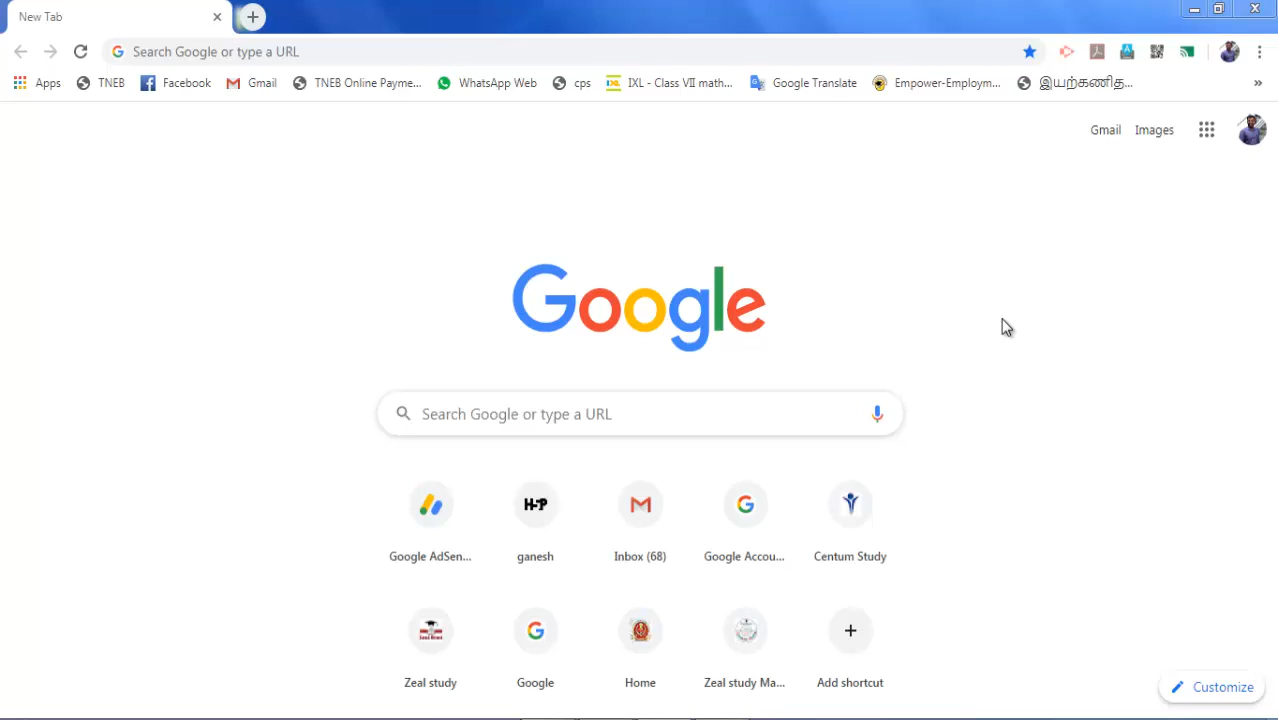 New Tab
Search Google or type a URL
Apps TNEB Facebook Gmail TNEB Online Payme... WhatsApp Web cps IXL - Class VII math... Google Translate Empower-Employm... இயற்கணித... »
Gmail Images
Google
Search Google or type a URL
Google AdSen... ganesh Inbox (68) Google Accou... Centum Study
Zeal study Google Home Zeal study Ma... Add shortcut
Customize